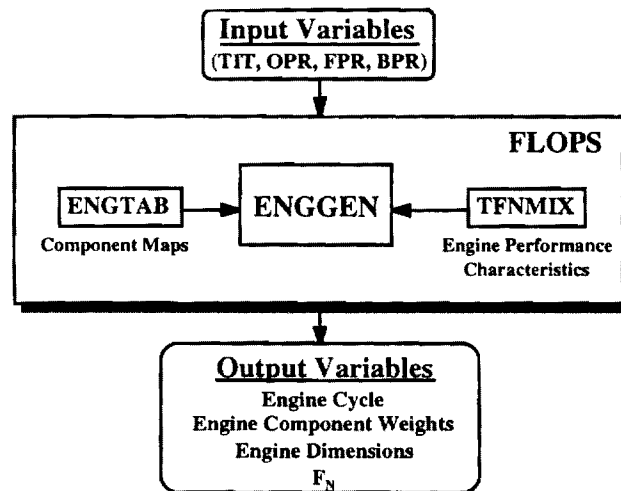 Input Variables
(TIT, OPR, FPR, BPR)
FLOPS
ENGTAB
ENGGEN
TFNMIX
Component Maps
Engine Performance
Characteristics
Output Variables
Engine Cycle
Engine Component Weights
Engine Dimensions
F_N